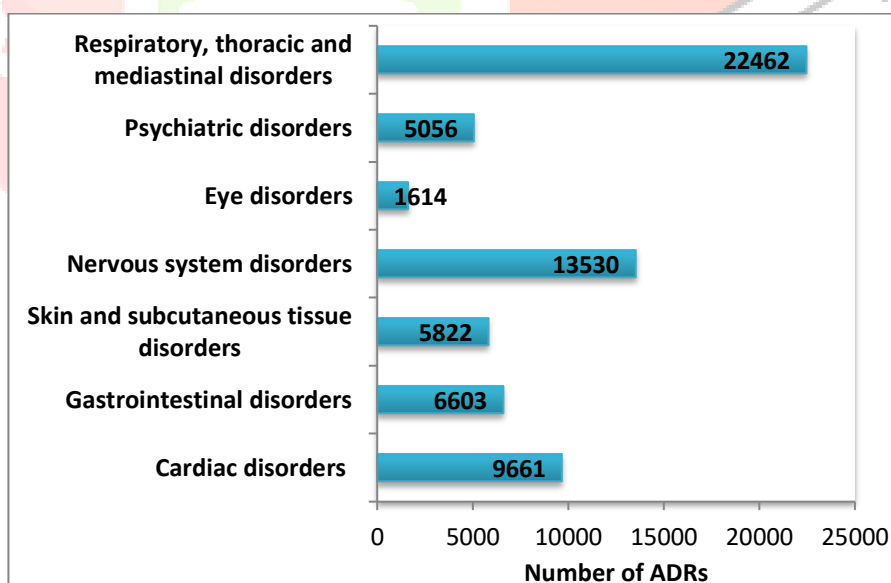 Respiratory, thoracic and
mediastinal disorders
22462
Psychiatric disorders
5056
Eye disorders
1614
Nervous system disorders
13530
Skin and subcutaneous tissue
disorders
5822
Gastrointestinal disorders
6603
Cardiac disorders
9661
0 5000 10000 15000 20000 25000
Number of ADRs